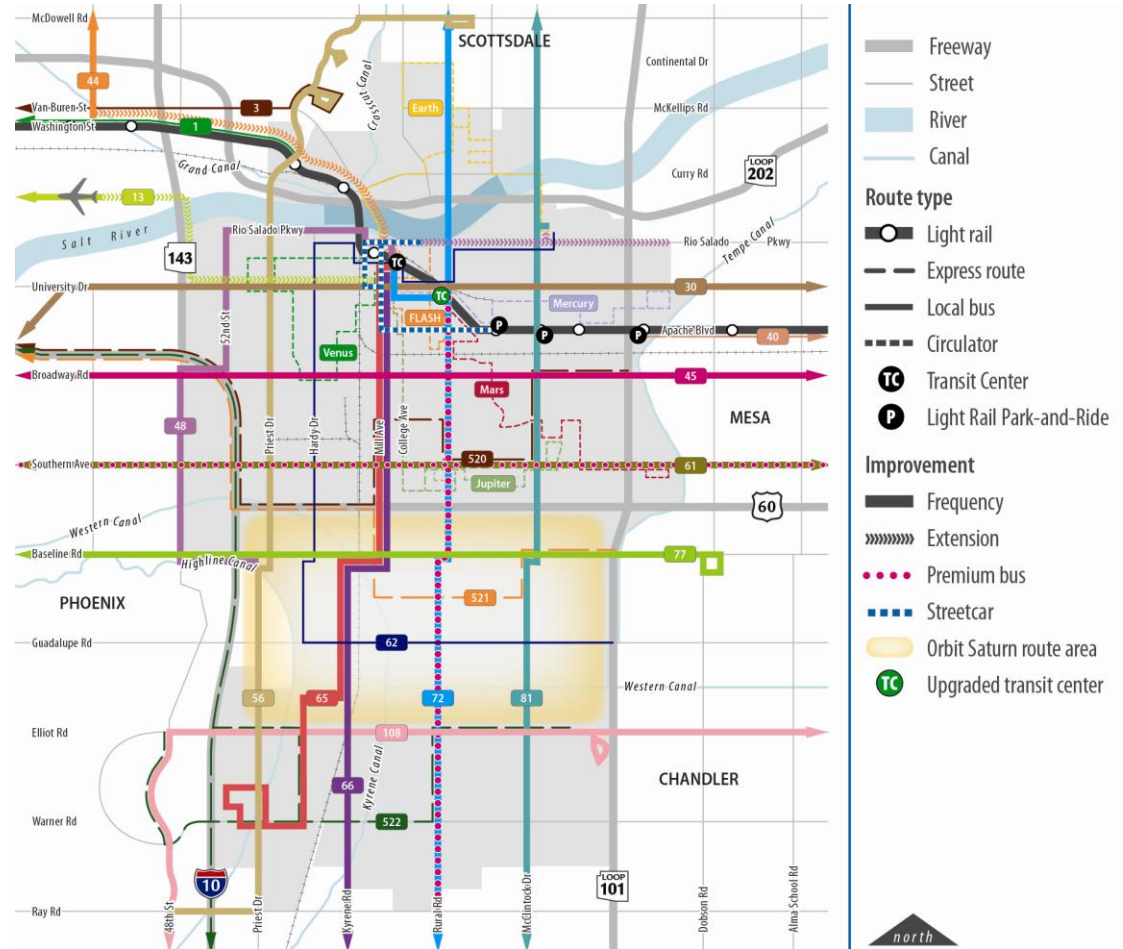 McDowell Rd
SCOTTSDALE
Continental Dr
44
Crosscut Canal
Van Buren St
3
Earth
McKellips Rd
Washington St
1
Grand Canal
LOOP
202
Curry Rd
13
Salt River
Rio Salado Pkwy
Rio Salado Pkwy
Tempe Canal
143
TC
University Dr
TC
30
Mercury
52nd St
FLASH
P
P
P
Apache Blvd
40
Venus
Broadway Rd
45
Mars
MESA
48
Priest Dr
Hardy Dr
Mill Ave
College Ave
Southern Ave
520
61
Jupiter
60
Western Canal
Baseline Rd
77
Highline Canal
PHOENIX
521
Guadalupe Rd
62
Western Canal
56
65
72
81
Elliot Rd
108
CHANDLER
66
Kyrene Canal
Warner Rd
522
10
LOOP
101
Ray Rd
48th St
Priest Dr
Kyrene Rd
Rural Rd
McClintock Dr
Dobson Rd
Alma School Rd
Freeway
Street
River
Canal
Route type
Light rail
Express route
Local bus
Circulator
TC Transit Center
P Light Rail Park-and-Ride
Improvement
Frequency
Extension
Premium bus
Streetcar
Orbit Saturn route area
TC Upgraded transit center
north